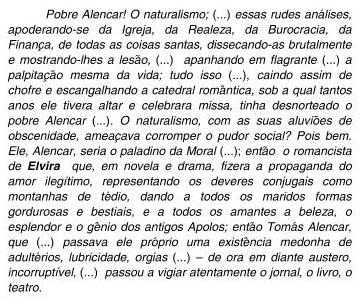 Pobre Alencar! O naturalismo; (...) essas rudes análises,
apoderando-se da Igreja, da Realeza, da Burocracia, da
Finança, de todas as coisas santas, dissecando-as brutalmente
e mostrando-lhes a lesão, (...) apanhando em flagrante (...) a
palpitação mesma da vida; tudo isso (...), caindo assim de
chofre e escangalhando a catedral romântica, sob a qual tantos
anos ele tivera altar e celebrara missa, tinha desnorteado o
pobre Alencar (...). O naturalismo, com as suas aluviões de
obscenidade, ameaçava corromper o pudor social? Pois bem.
Ele, Alencar, seria o paladino da Moral (...); então o romancista
de Elvira que, em novela e drama, fizera a propaganda do
amor ilegítimo, representando os deveres conjugais como
montanhas de tédio, dando a todos os maridos formas
gordurosas e bestiais, e a todos os amantes a beleza, o
esplendor e o gênio dos antigos Apolos; então Tomás Alencar,
que (...) passava ele próprio uma existência medonha de
adultérios, lubricidade, orgias (...) – de ora em diante austero,
incorruptível, (...) passou a vigiar atentamente o jornal, o livro, o
teatro.